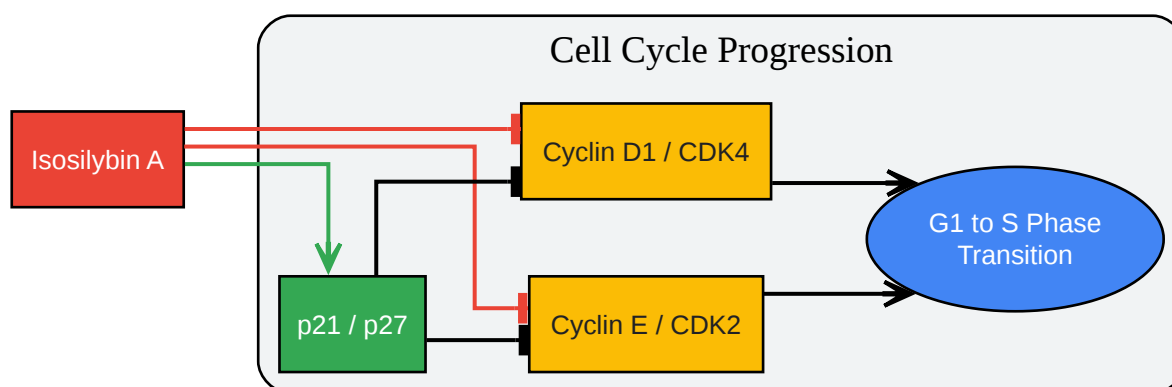 Cell Cycle Progression
Isosilybin A
Cyclin D1 / CDK4
G1 to S Phase
Transition
p21 / p27
Cyclin E / CDK2